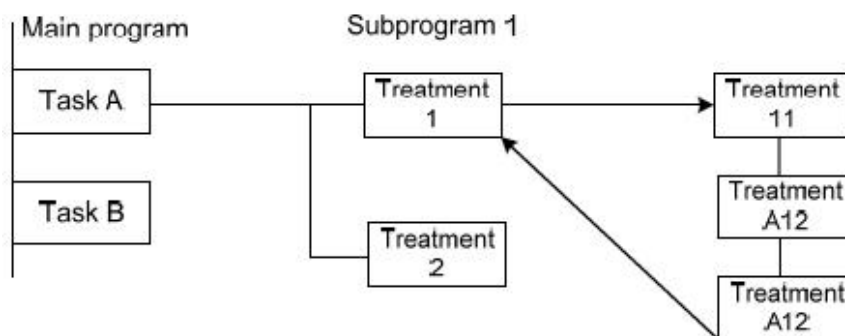 Main program
Subprogram 1
Task A
Treatment
1
Treatment
11
Task B
Treatment
A12
Treatment
2
Treatment
A12